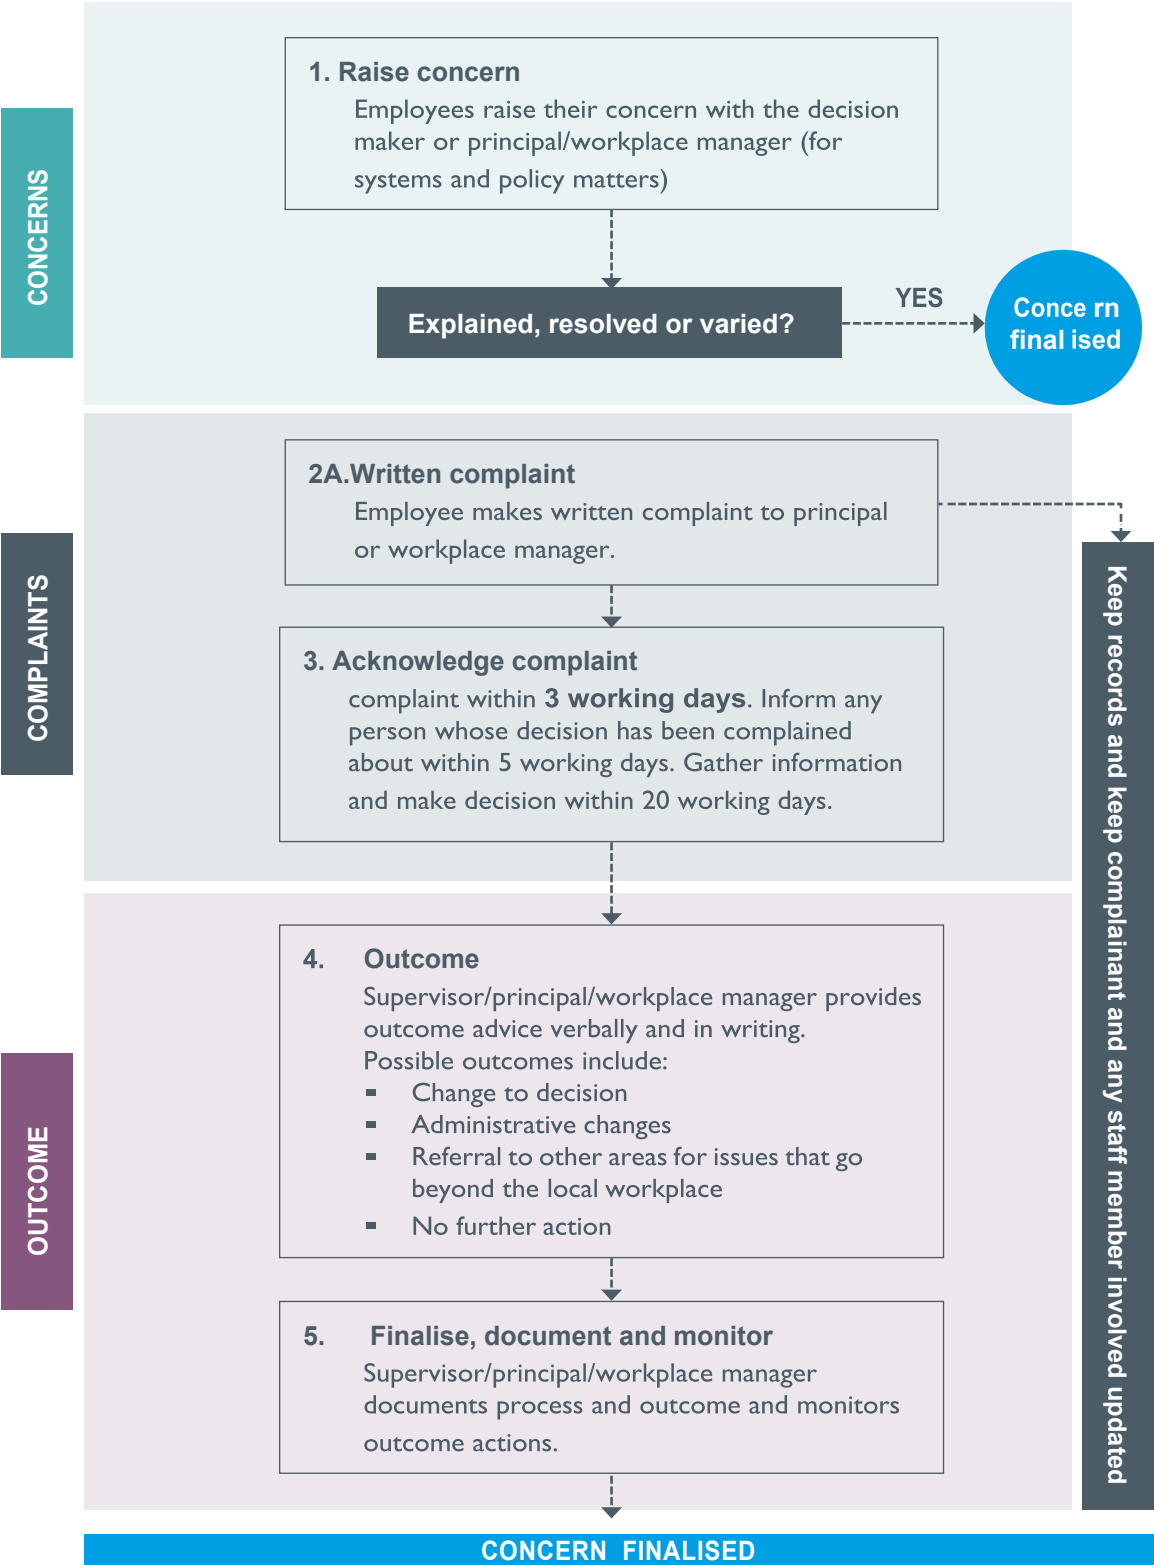 CONCERNS
1. Raise concern
Employees raise their concern with the decision
maker or principal/workplace manager (for
systems and policy matters)
Explained, resolved or varied?
YES
Conce rn
final ised
COMPLAINTS
2A.Written complaint
Employee makes written complaint to principal
or workplace manager.
3. Acknowledge complaint
complaint within 3 working days. Inform any
person whose decision has been complained
about within 5 working days. Gather information
and make decision within 20 working days.
Keep records and keep complainant and any staff member involved updated
OUTCOME
4. Outcome
Supervisor/principal/workplace manager provides
outcome advice verbally and in writing.
Possible outcomes include:
▪ Change to decision
▪ Administrative changes
▪ Referral to other areas for issues that go
beyond the local workplace
▪ No further action
5. Finalise, document and monitor
Supervisor/principal/workplace manager
documents process and outcome and monitors
outcome actions.
CONCERN FINALISED